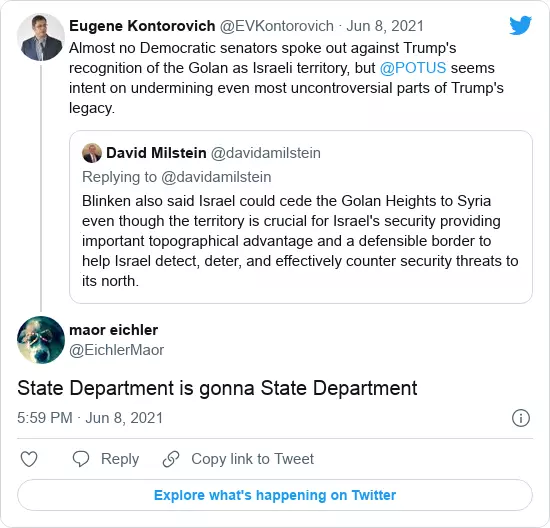 Eugene Kontorovich @EVKontorovich · Jun 8, 2021
Almost no Democratic senators spoke out against Trump's
recognition of the Golan as Israeli territory, but @POTUS seems
intent on undermining even most uncontroversial parts of Trump's
legacy.
David Milstein @davidamilstein
Replying to @davidamilstein
Blinken also said Israel could cede the Golan Heights to Syria
even though the territory is crucial for Israel's security providing
important topographical advantage and a defensible border to
help Israel detect, deter, and effectively counter security threats to
its north.
maor eichler
@EichlerMaor
State Department is gonna State Department
5:59 PM · Jun 8, 2021
Reply Copy link to Tweet
Explore what's happening on Twitter